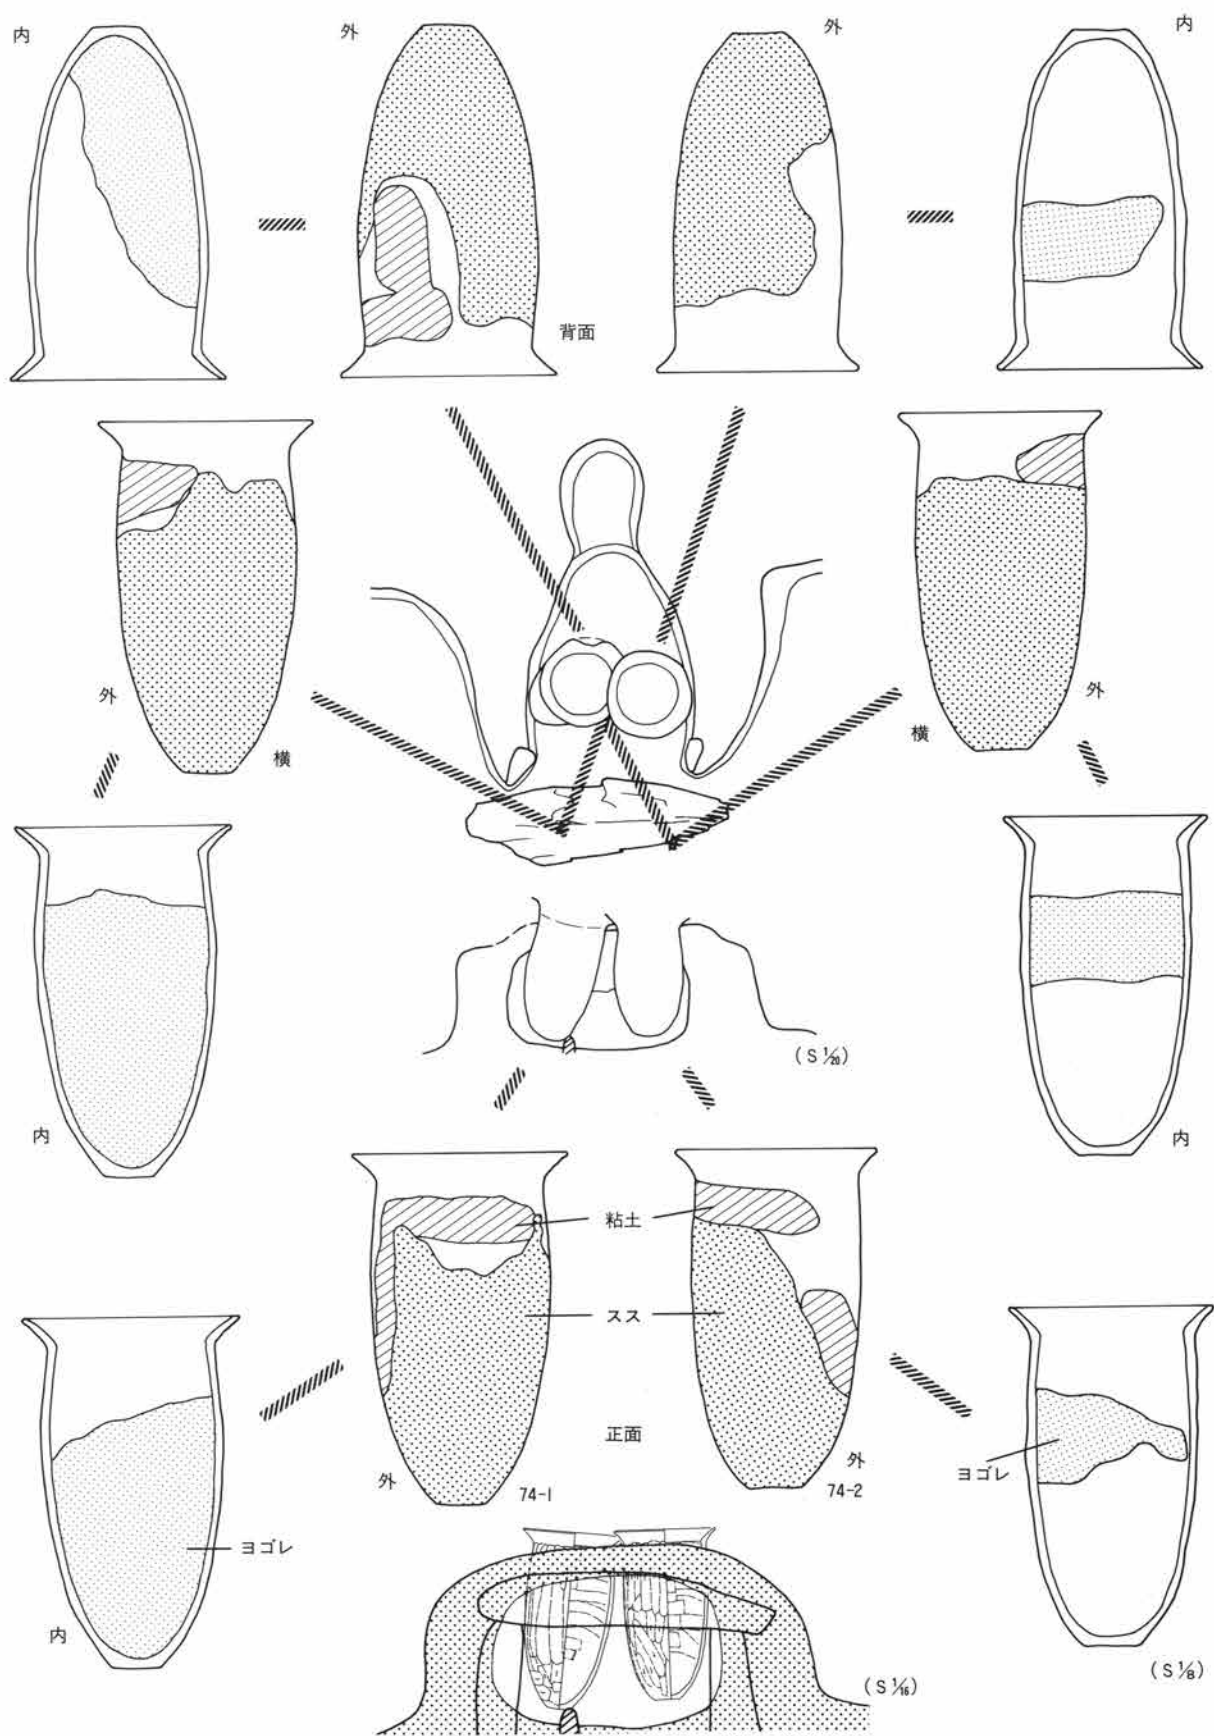 内
外
外
内
背面
外
横
外
横
内
(S 1/20)
内
粘土
スス
正面
外
74-1
外
74-2
ヨゴレ
ヨゴレ
内
(S 1/16)
(S 1/8)